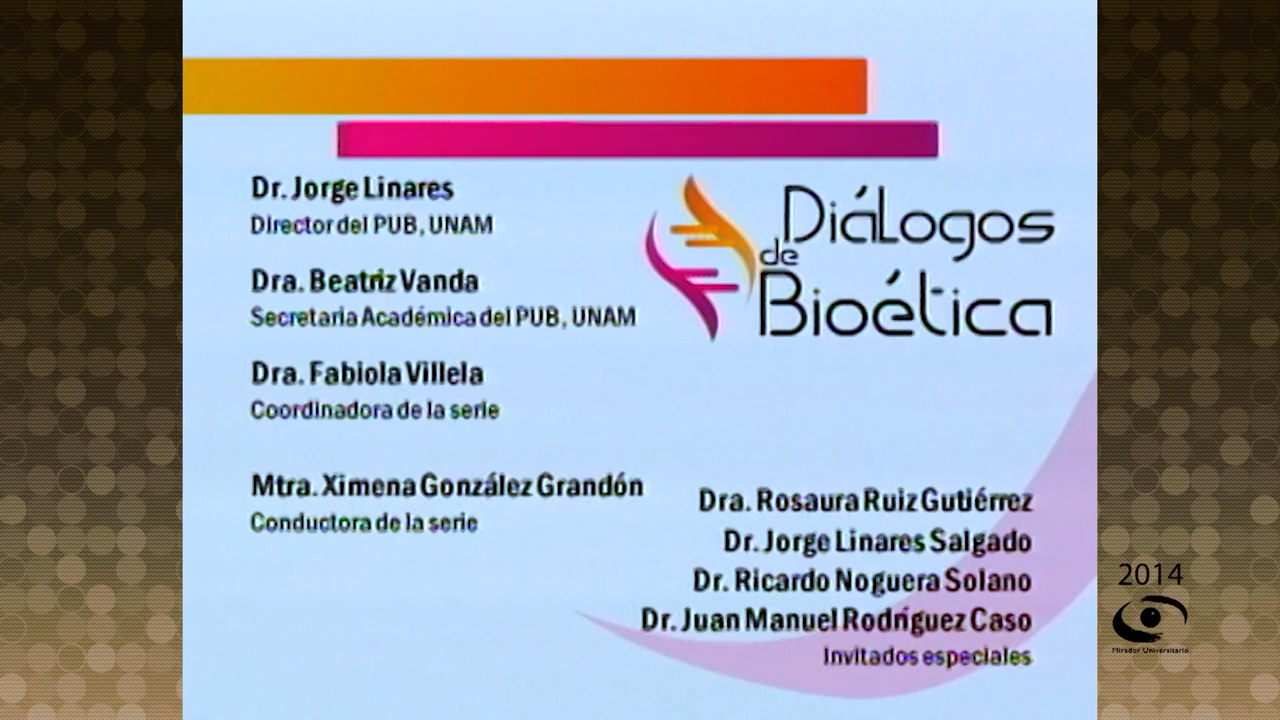 Dr. Jorge Linares
Director del PUB, UNAM
Dra. Beatriz Vanda
Secretaria Académica del PUB, UNAM
Dra. Fabiola Villela
Coordinadora de la serie
Mtra. Ximena González Grandón
Conductora de la serie
Diálogos
de
Bioética
Dra. Rosaura Ruiz Gutiérrez
Dr. Jorge Linares Salgado
Dr. Ricardo Noguera Solano
Dr. Juan Manuel Rodríguez Caso
Invitados especiales
2014
Mirador Universitario